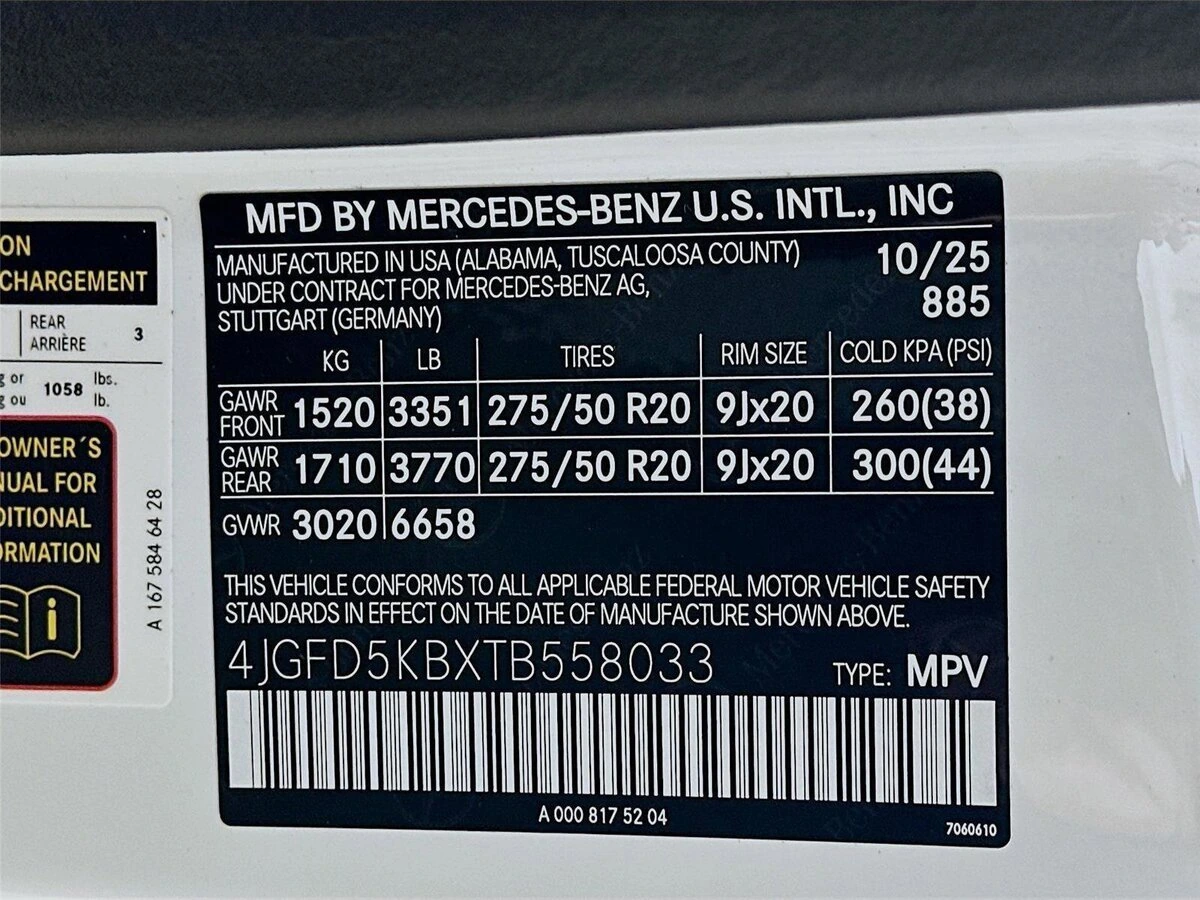 ON
CHARGEMENT
REAR
ARRIÈRE 3
g or 1058 lbs.
g ou lb.
OWNER´S
NUAL FOR
DITIONAL
ORMATION
A 167 584 64 28
MFD BY MERCEDES-BENZ U.S. INTL., INC
MANUFACTURED IN USA (ALABAMA, TUSCALOOSA COUNTY) 10/25
UNDER CONTRACT FOR MERCEDES-BENZ AG, 885
STUTTGART (GERMANY)
KG LB TIRES RIM SIZE COLD KPA (PSI)
GAWR FRONT 1520 3351 275/50 R20 9Jx20 260(38)
GAWR REAR 1710 3770 275/50 R20 9Jx20 300(44)
GVWR 3020 6658
THIS VEHICLE CONFORMS TO ALL APPLICABLE FEDERAL MOTOR VEHICLE SAFETY
STANDARDS IN EFFECT ON THE DATE OF MANUFACTURE SHOWN ABOVE.
4JGFD5KBXTB558033 TYPE: MPV
A 000 817 52 04
7060610